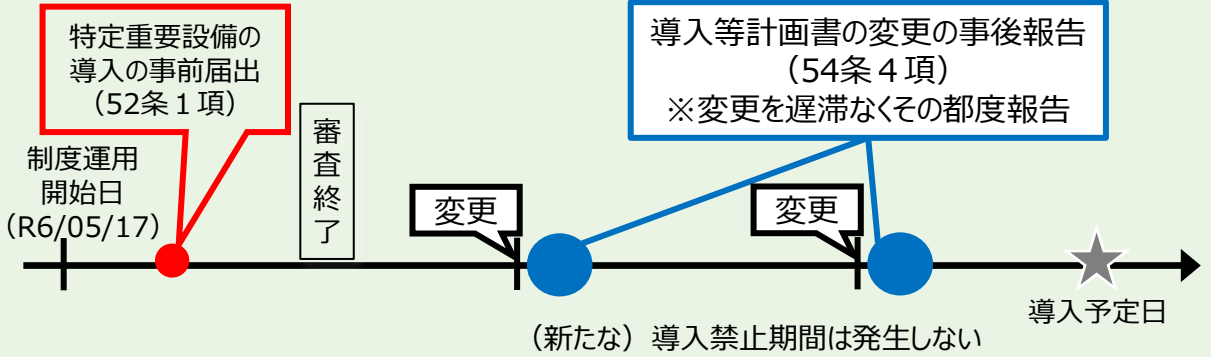 特定重要設備の
導入の事前届出
（52条１項）
導入等計画書の変更の事後報告
（54条４項）
※変更を遅滞なくその都度報告
制度運用
開始日
（R6/05/17）
審査終了
変更
変更
導入予定日
（新たな）導入禁止期間は発生しない